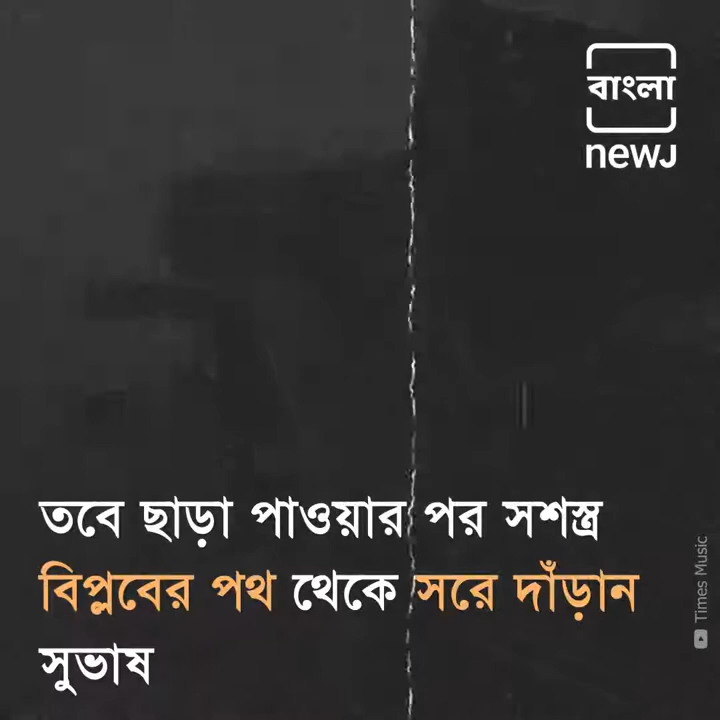 বাংলা
newJ
তবে ছাড়া পাওয়ার পর সশস্ত্র
বিপ্লবের পথ থেকে সরে দাঁড়ান
সুভাষ
Times Music